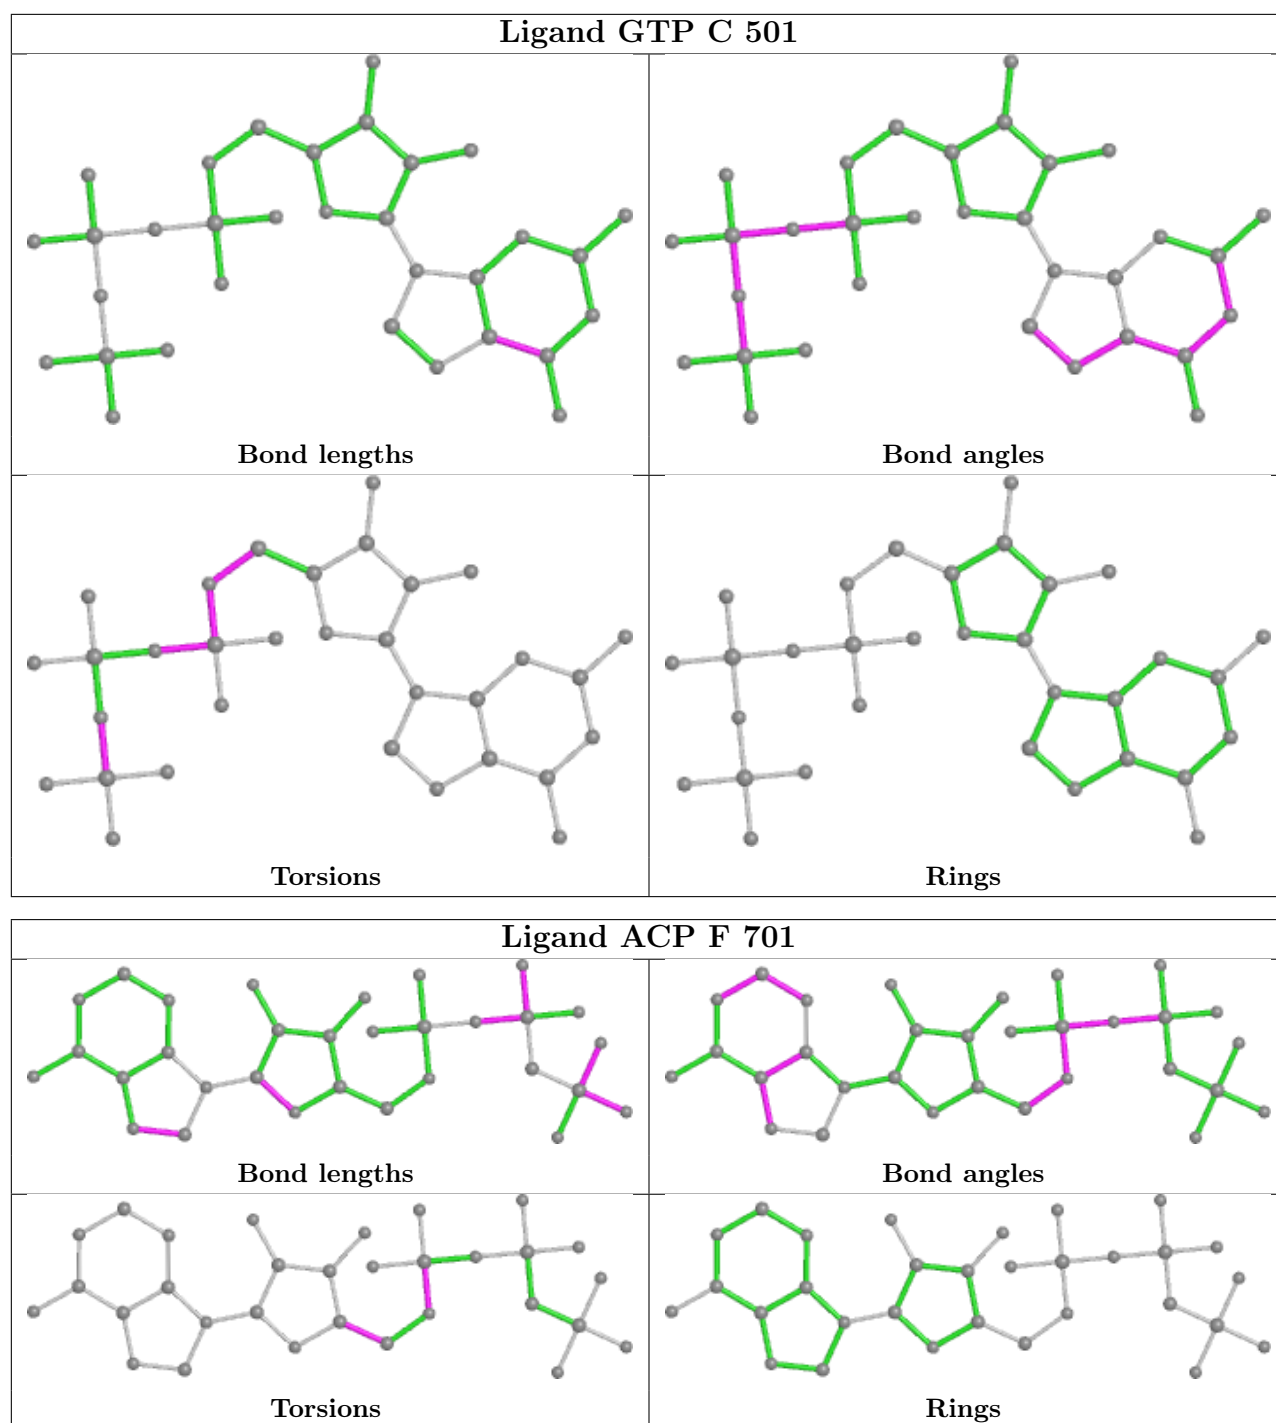 Ligand GTP C 501
Bond lengths
Bond angles
Torsions
Rings
Ligand ACP F 701
Bond lengths
Bond angles
Torsions
Rings